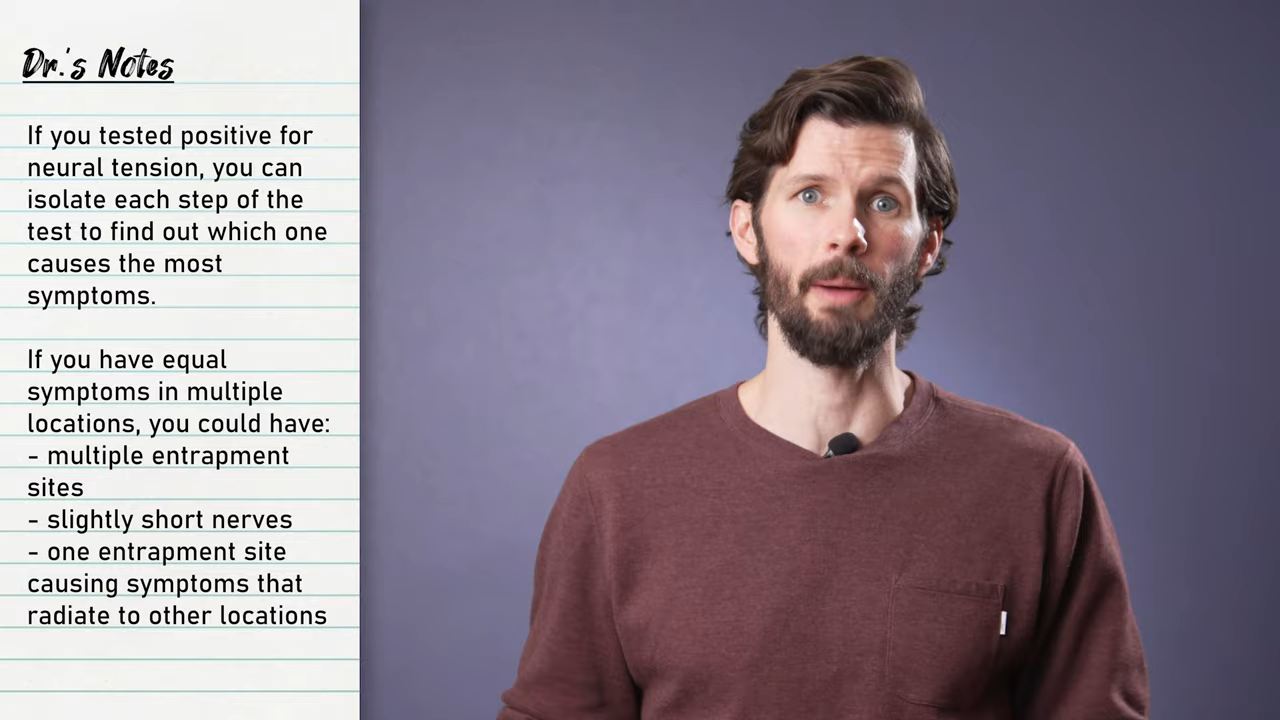 Dr.'s Notes
If you tested positive for
neural tension, you can
isolate each step of the
test to find out which one
causes the most
symptoms.
If you have equal
symptoms in multiple
locations, you could have:
- multiple entrapment
sites
- slightly short nerves
- one entrapment site
causing symptoms that
radiate to other locations